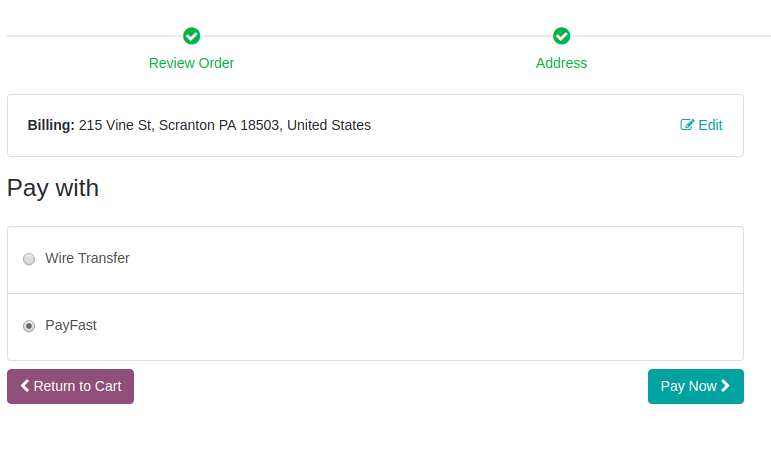 Review Order
Address
Billing: 215 Vine St, Scranton PA 18503, United States
Edit
Pay with
Wire Transfer
PayFast
Return to Cart
Pay Now